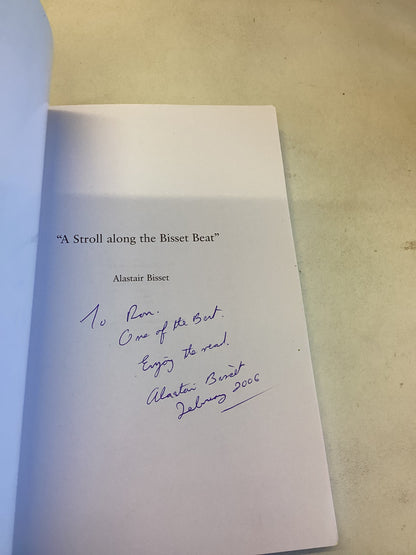 “A Stroll along the Bisset Beat”
Alastair Bisset
To Ron.
One of the Best.
Enjoy the read.
Alastair Bisset
February 2006